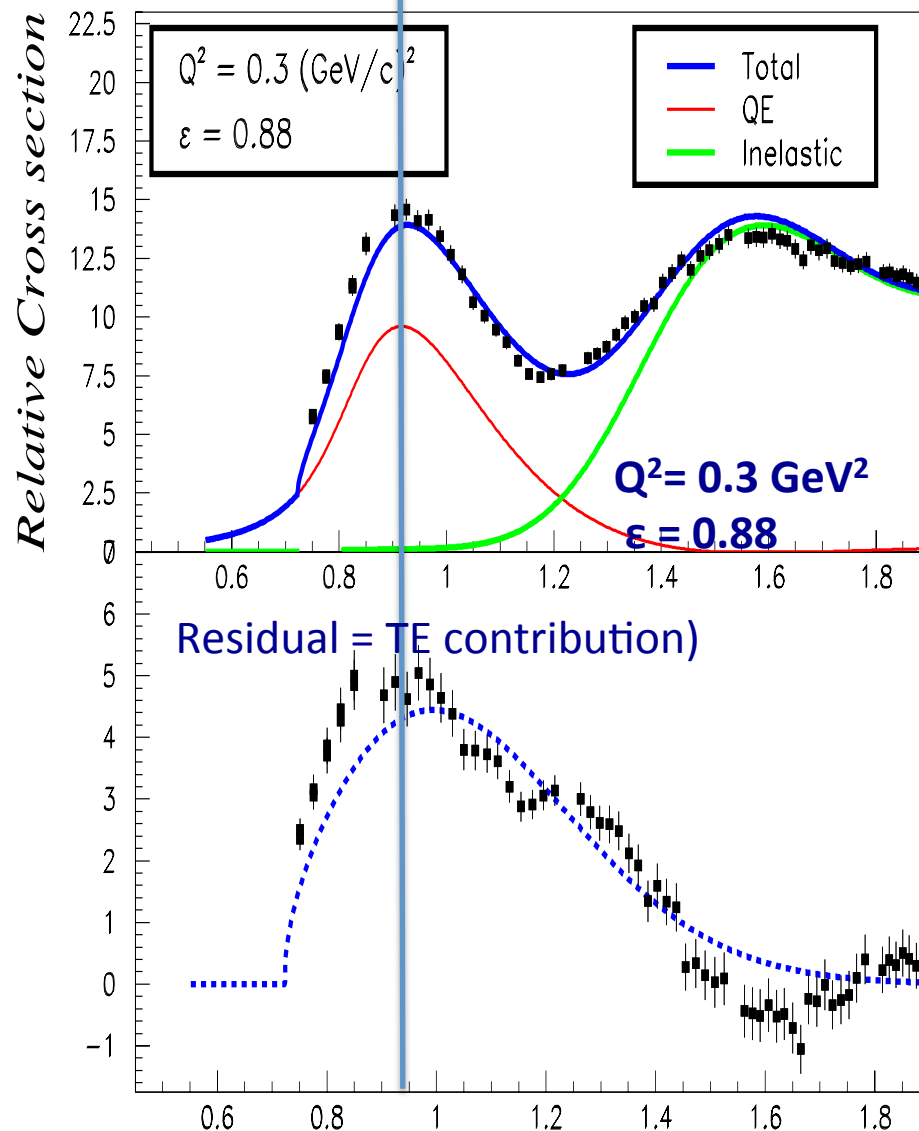 Relative Cross section
22.5
20
17.5
15
12.5
10
7.5
5
2.5
0
Q² = 0.3 (GeV/c)²
ε = 0.88
Total
QE
Inelastic
Q²= 0.3 GeV²
ε = 0.88
0.6 0.8 1 1.2 1.4 1.6 1.8
7
6
5
4
3
2
1
0
−1
Residual = TE contribution)
0.6 0.8 1 1.2 1.4 1.6 1.8